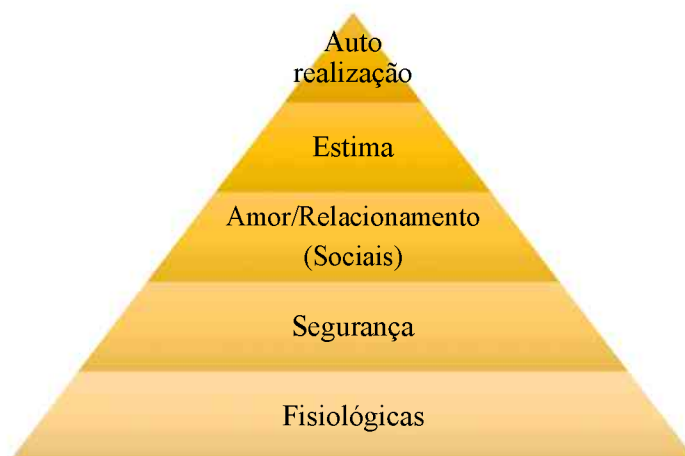 Auto
realização
Estima
Amor/Relacionamento
(Sociais)
Segurança
Fisiológicas